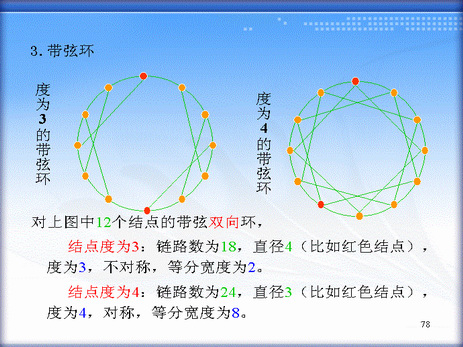 3. 带弦环
度为3的带弦环
度为4的带弦环
对上图中12个结点的带弦双向环，
结点度为3：链路数为18，直径4（比如红色结点），
度为3，不对称，等分宽度为2。
结点度为4：链路数为24，直径3（比如红色结点），
度为4，对称，等分宽度为8。
78